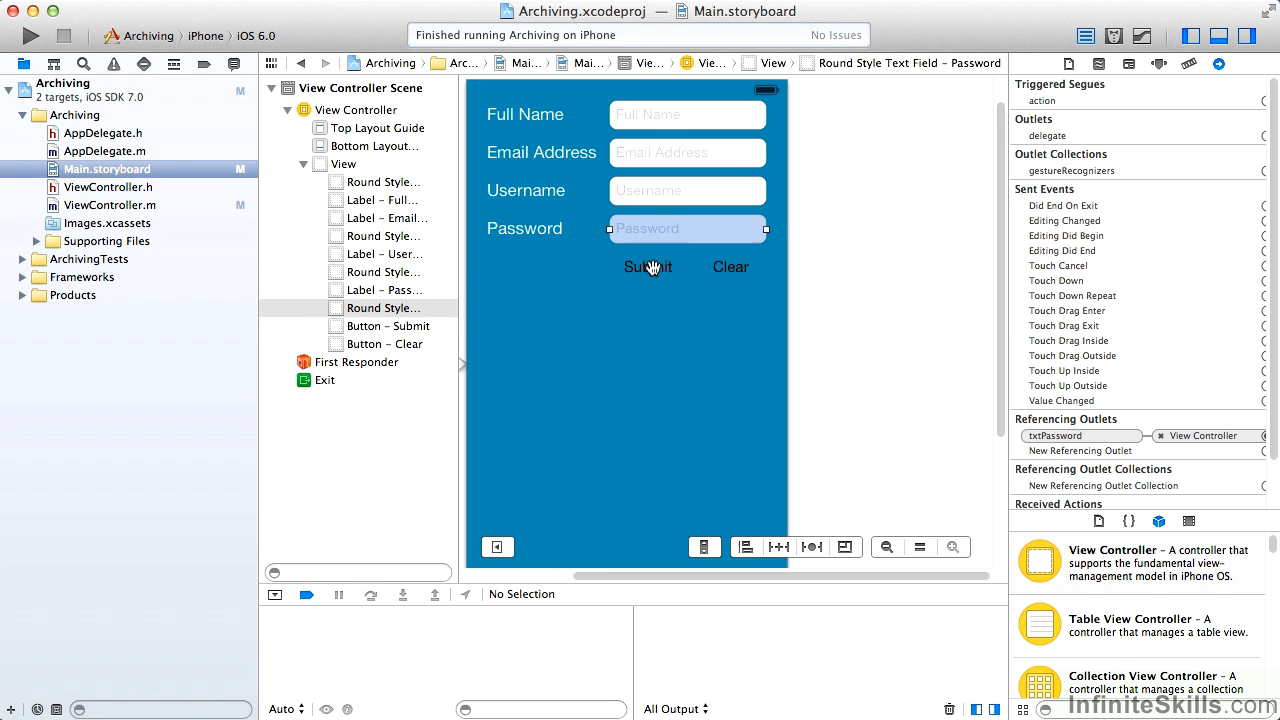 Archiving.xcodeproj — Main.storyboard
Archiving iPhone iOS 6.0
Finished running Archiving on iPhone
No Issues
Archiving Arc... Mai... Mai... Vie... Vie... View Round Style Text Field - Password
Archiving M
2 targets, iOS SDK 7.0
Archiving
AppDelegate.h
AppDelegate.m
Main.storyboard M
ViewController.h
ViewController.m M
Images.xcassets
Supporting Files
ArchivingTests
Frameworks
Products
View Controller Scene
View Controller
Top Layout Guide
Bottom Layout...
View
Round Style...
Label – Full...
Label – Email...
Round Style...
Label – User...
Round Style...
Label – Pass...
Round Style...
Button – Submit
Button – Clear
First Responder
Exit
Full Name Full Name
Email Address Email Address
Username Username
Password Password
Submit Clear
No Selection
Auto
All Output
Triggered Segues
action
Outlets
delegate
Outlet Collections
gestureRecognizers
Sent Events
Did End On Exit
Editing Changed
Editing Did Begin
Editing Did End
Touch Cancel
Touch Down
Touch Down Repeat
Touch Drag Enter
Touch Drag Exit
Touch Drag Inside
Touch Drag Outside
Touch Up Inside
Touch Up Outside
Value Changed
Referencing Outlets
txtPassword View Controller
New Referencing Outlet
Referencing Outlet Collections
New Referencing Outlet Collection
Received Actions
{ }
View Controller – A controller that
supports the fundamental view-
management model in iPhone OS.
Table View Controller – A
controller that manages a table view.
Collection View Controller – A
controller that manages a collection
InfiniteSkills.com